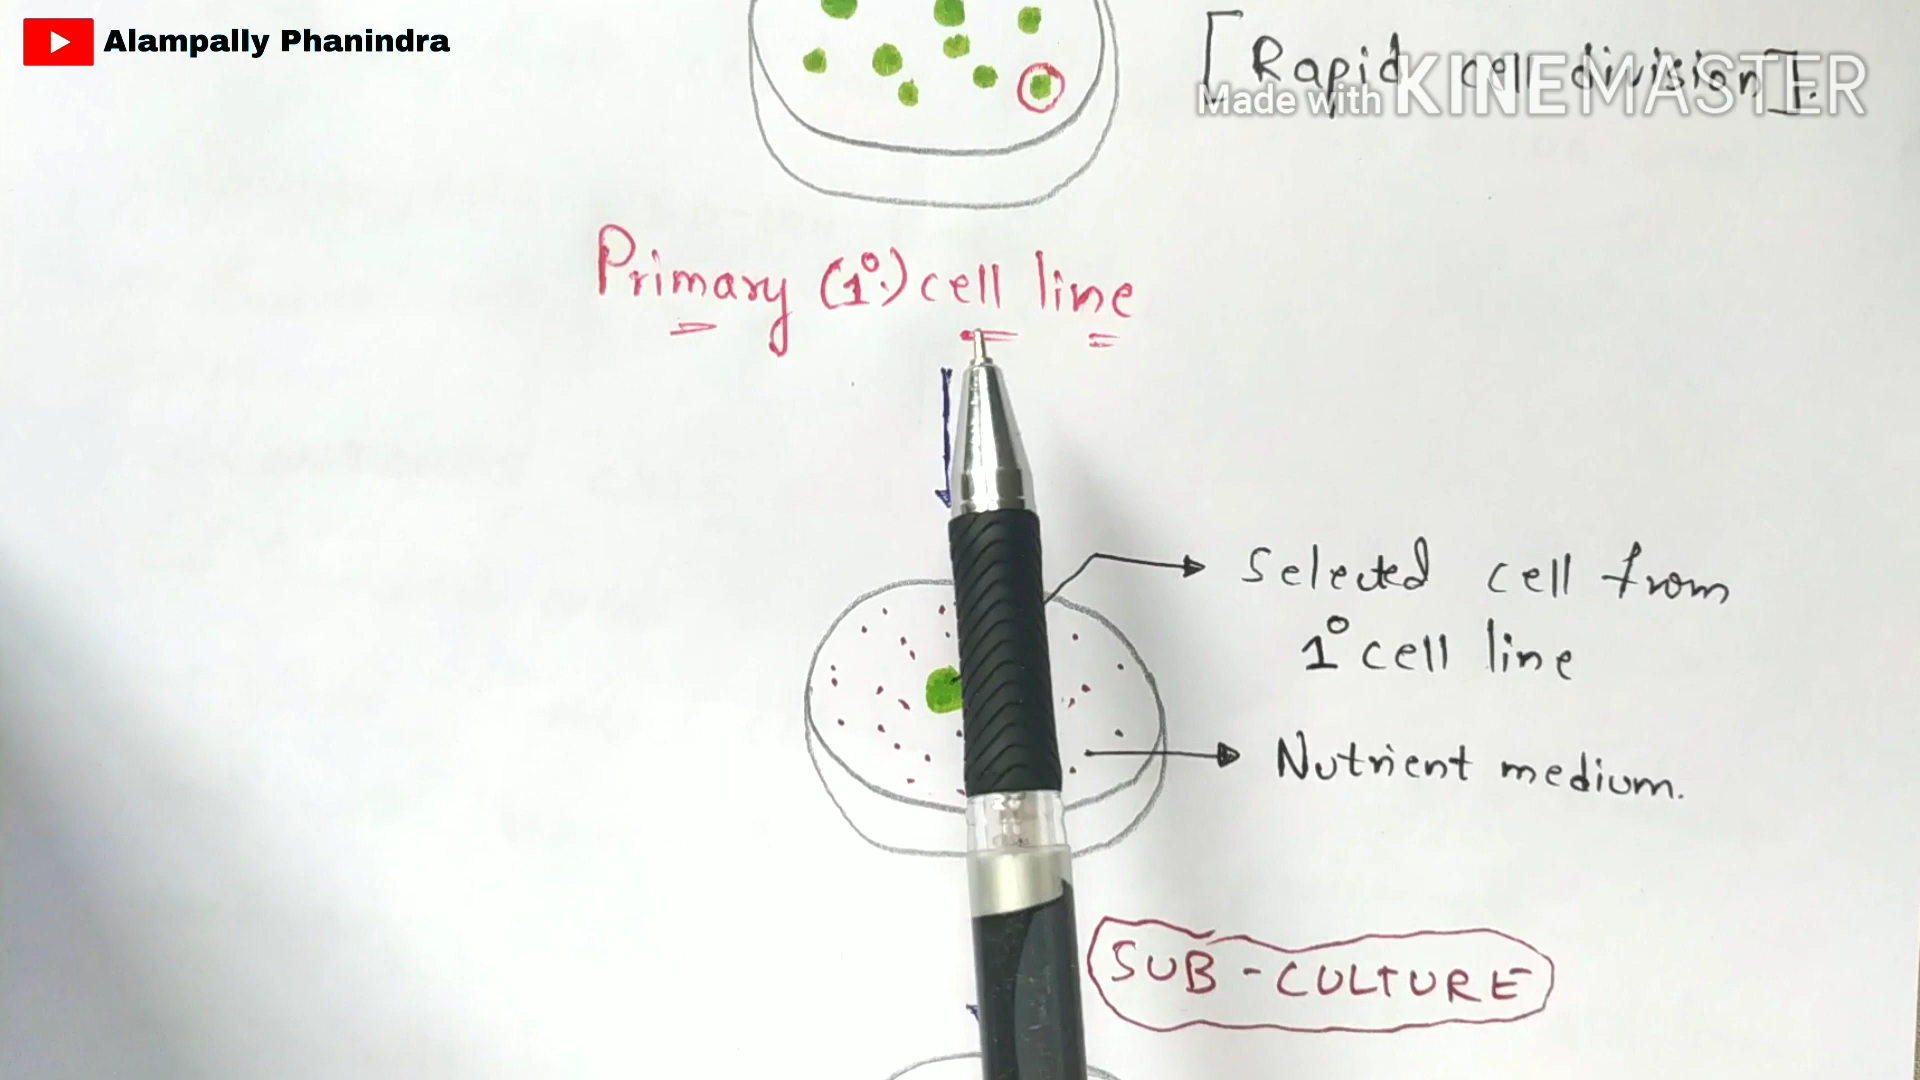 Alampally Phanindra
[Rapid cell division].
Made with KINEMASTER
Primary (1°.) cell line
Selected cell from
1° cell line
Nutrient medium.
SUB-CULTURE